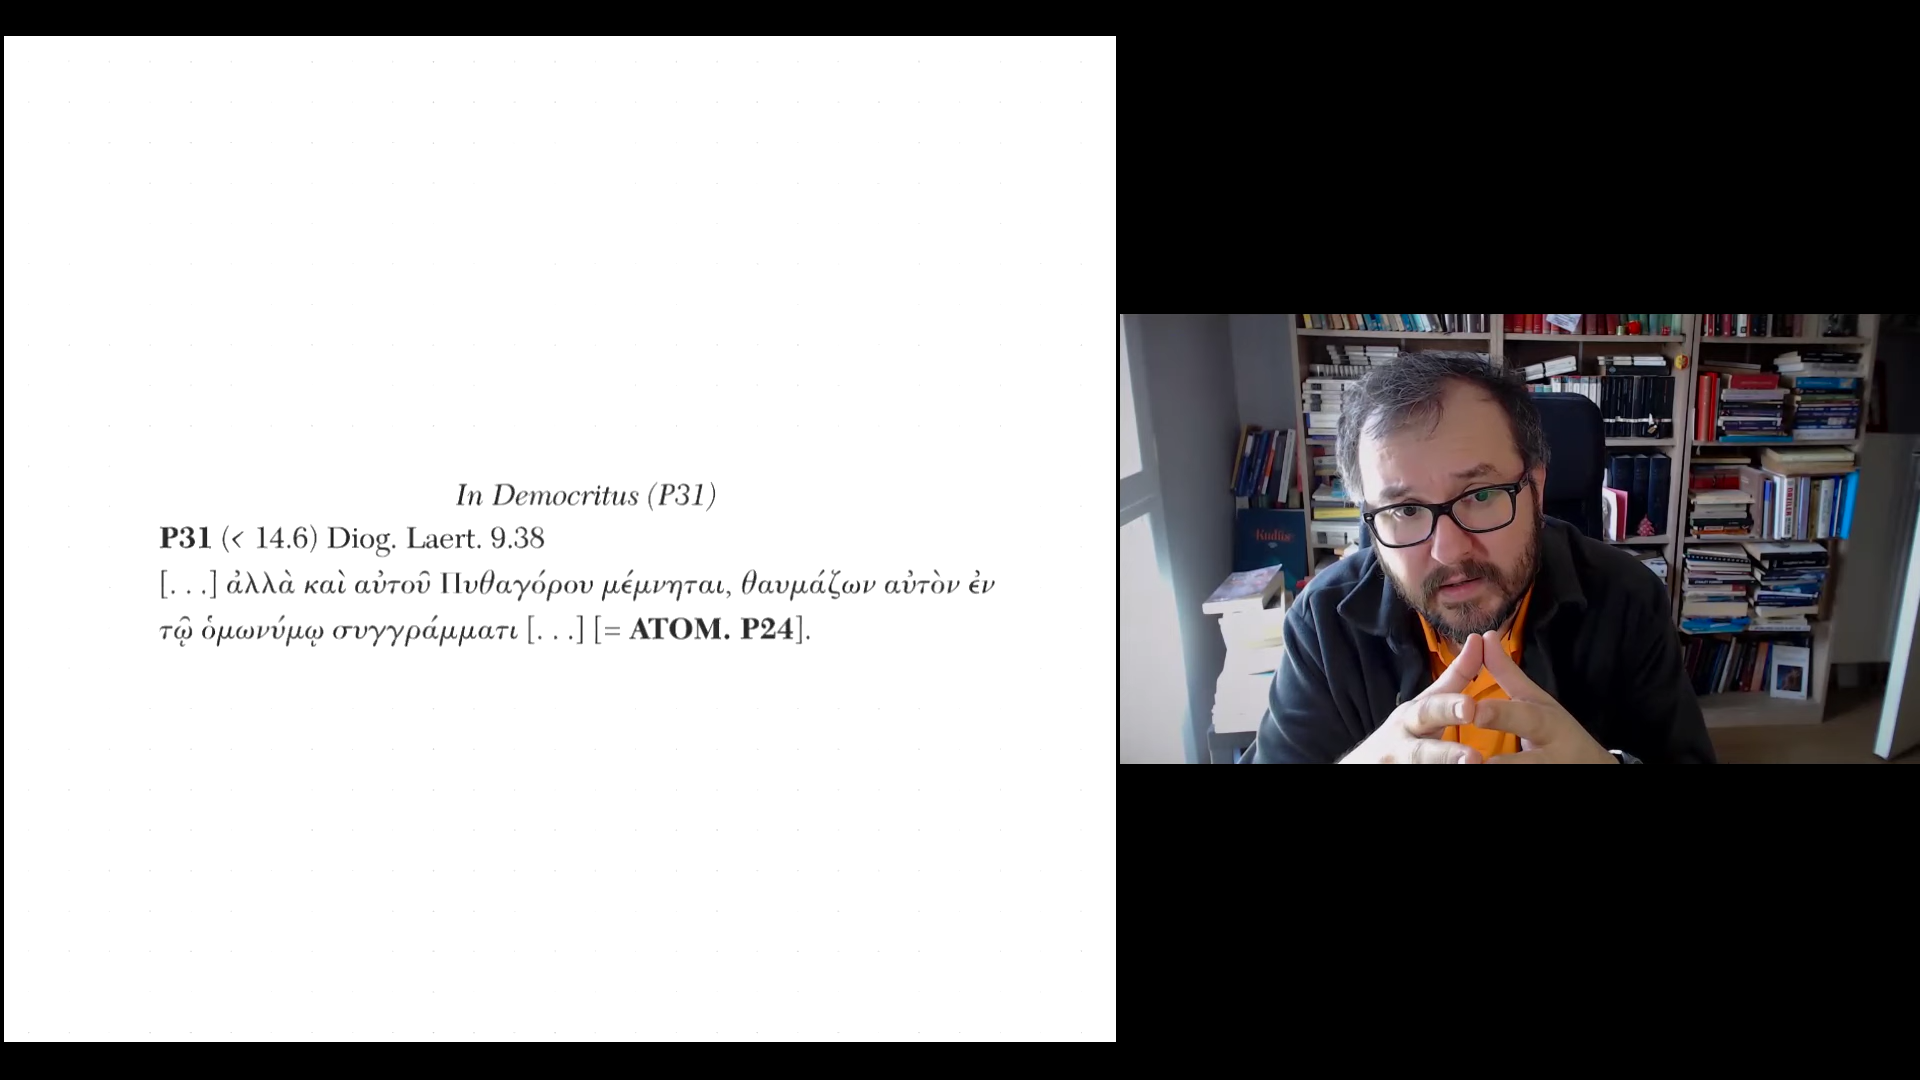 In Democritus (P31)
P31 (< 14.6) Diog. Laert. 9.38
[. . .] ἀλλὰ καὶ αὐτοῦ Πυθαγόρου μέμνηται, θαυμάζων αὐτὸν ἐν
τῷ ὁμωνύμῳ συγγράμματι [. . .] [= ATOM. P24].
Kudüs